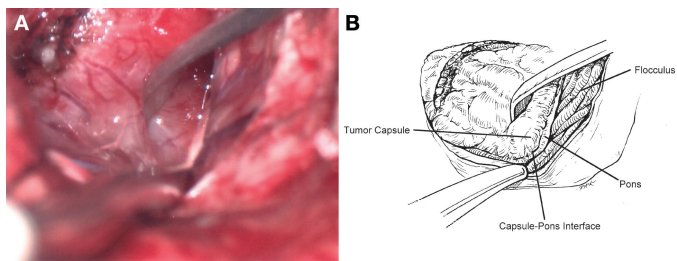 A
B
Flocculus
Tumor Capsule
Pons
Capsule-Pons Interface